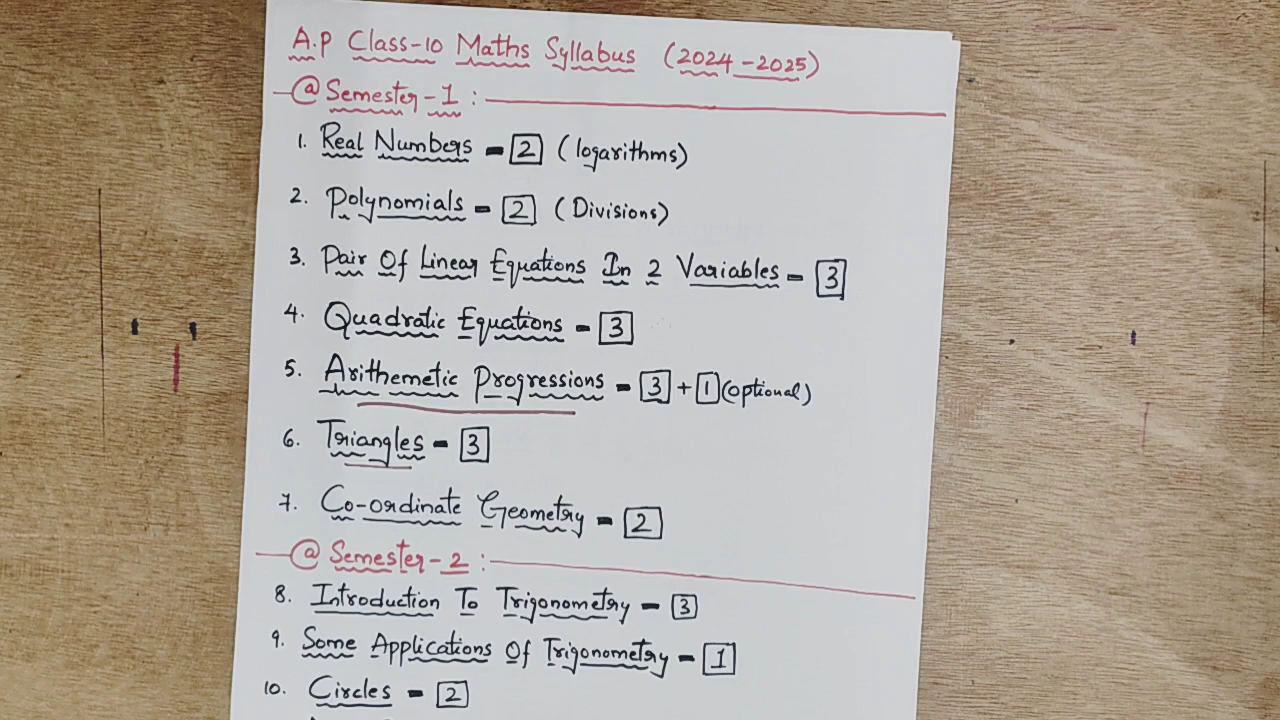 A.P Class-10 Maths Syllabus (2024-2025)
@ Semester-1 :
1. Real Numbers - 2 (logarithms)
2. Polynomials - 2 (Divisions)
3. Pair Of Linear Equations In 2 Variables - 3
4. Quadratic Equations - 3
5. Arithemetic Progressions - 3 + 1 (optional)
6. Triangles - 3
7. Co-ordinate Geometry - 2
@ Semester-2 :
8. Introduction To Trigonometry - 3
9. Some Applications Of Trigonometry - 1
10. Circles - 2